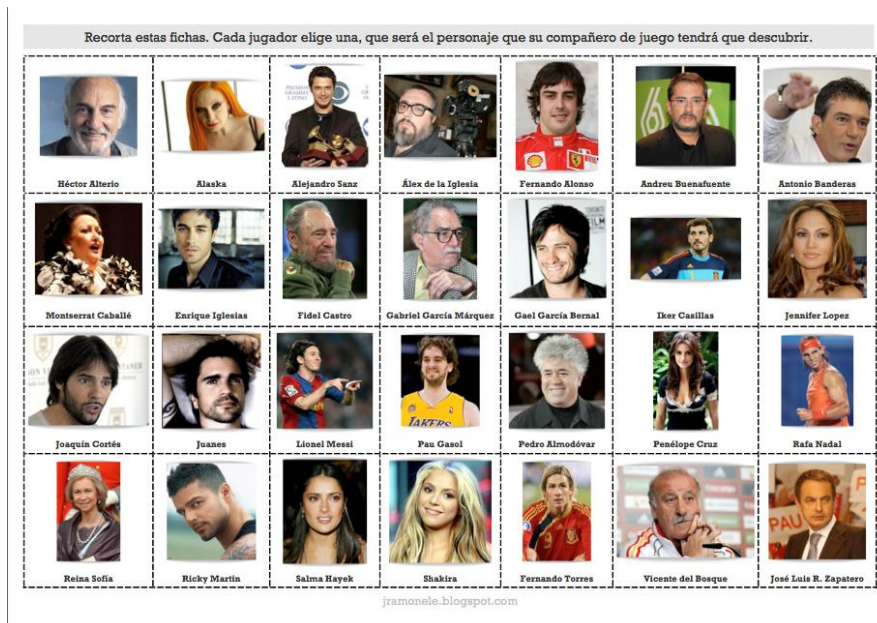 Recorta estas fichas. Cada jugador elige una, que será el personaje que su compañero de juego tendrá que descubrir.
Héctor Alterio
Alaska
Alejandro Sanz
Álex de la Iglesia
Fernando Alonso
Andreu Buenafuente
Antonio Banderas
Montserrat Caballé
Enrique Iglesias
Fidel Castro
Gabriel García Márquez
Gael García Bernal
Iker Casillas
Jennifer Lopez
Joaquín Cortés
Juanes
Lionel Messi
LAKERS
Pau Gasol
Pedro Almodóvar
Penélope Cruz
Rafa Nadal
PAU
Reina Sofía
Ricky Martin
Salma Hayek
Shakira
Fernando Torres
Vicente del Bosque
José Luis R. Zapatero
jramonele.blogspot.com